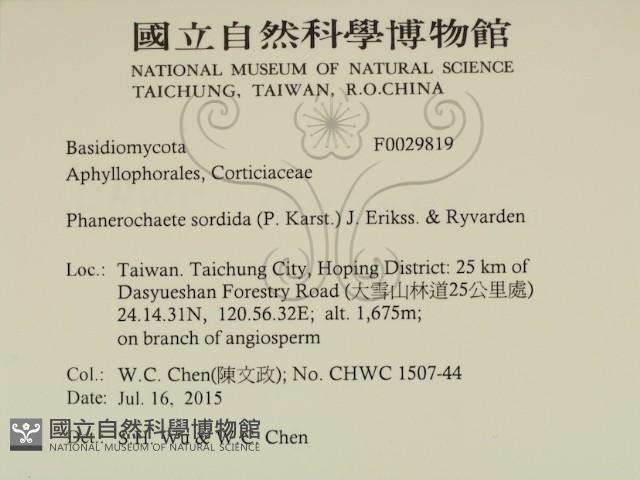 國立自然科學博物館
NATIONAL MUSEUM OF NATURAL SCIENCE
TAICHUNG, TAIWAN, R.O.CHINA
Basidiomycota F0029819
Aphyllophorales, Corticiaceae
Phanerochaete sordida (P. Karst.) J. Erikss. & Ryvarden
Loc.: Taiwan. Taichung City, Hoping District: 25 km of
Dasyueshan Forestry Road (大雪山林道25公里處)
24.14.31N, 120.56.32E; alt. 1,675m;
on branch of angiosperm
Col.: W.C. Chen(陳文政); No. CHWC 1507-44
Date: Jul. 16, 2015
Det.: S.H. Wu & W.C. Chen
國立自然科學博物館
NATIONAL MUSEUM OF NATURAL SCIENCE